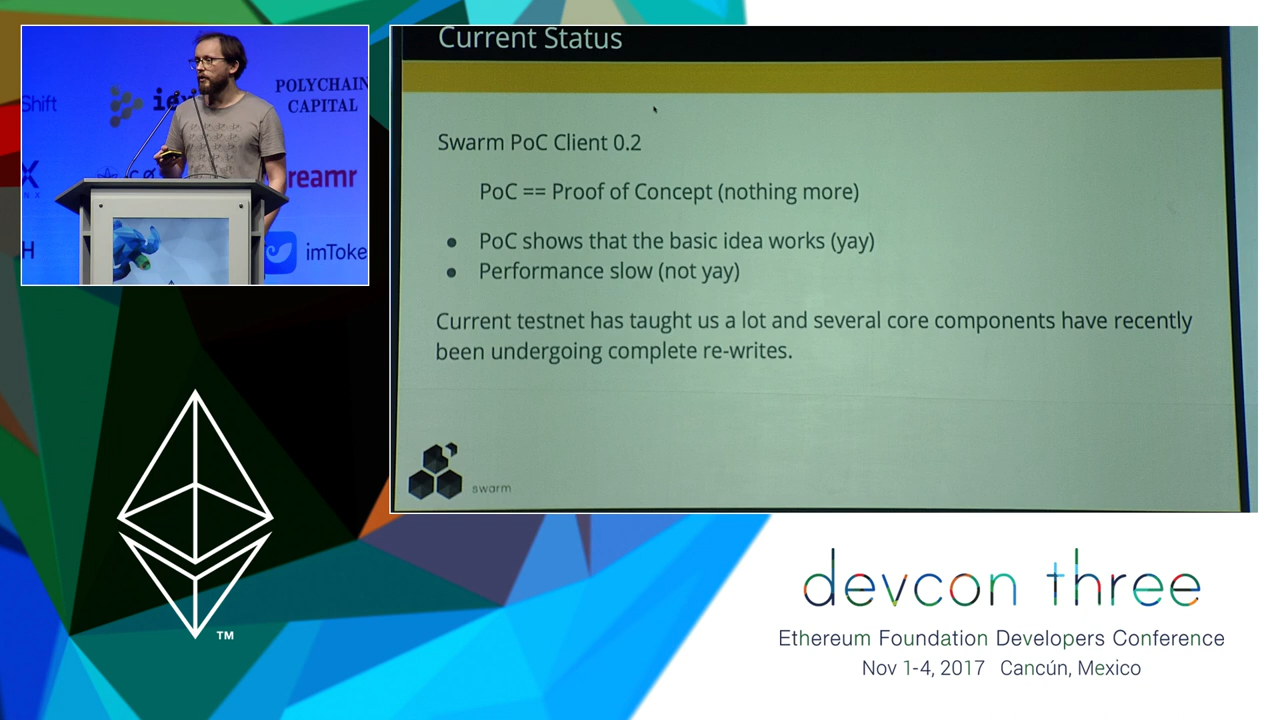 Shift
POLYCHAIN
CAPITAL
reamr
imToke
Current Status
Swarm PoC Client 0.2
PoC == Proof of Concept (nothing more)
• PoC shows that the basic idea works (yay)
• Performance slow (not yay)
Current testnet has taught us a lot and several core components have recently
been undergoing complete re-writes.
swarm
TM
devcon three
Ethereum Foundation Developers Conference
Nov 1-4, 2017 Cancún, Mexico